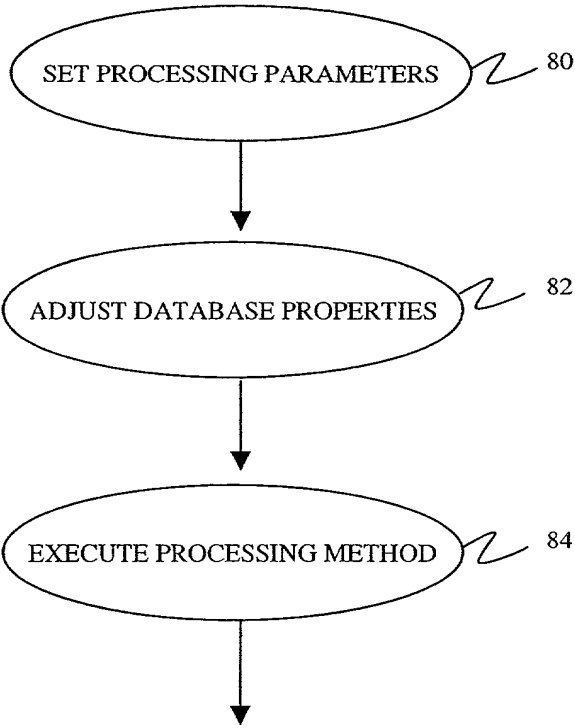 SET PROCESSING PARAMETERS
80
ADJUST DATABASE PROPERTIES
82
EXECUTE PROCESSING METHOD
84